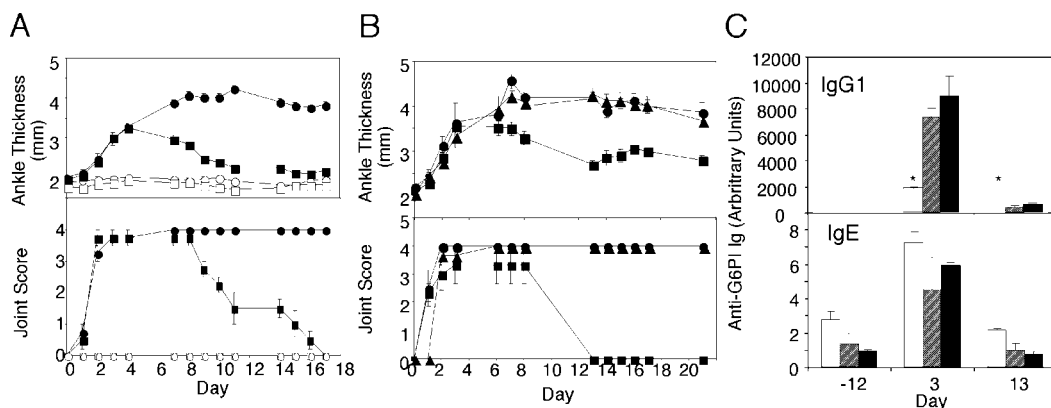 A
B
C
Ankle Thickness
(mm)
5
4
3
2
Joint Score
4
3
2
1
0
0 2 4 6 8 10 12 14 16 18
Day
Ankle Thickness
(mm)
5
4
3
2
Joint Score
5
4
3
2
1
0
0 2 4 6 8 10 12 14 16 18 20
Day
Anti-G6PI Ig (Arbritrary Units)
12000
10000
8000
6000
4000
2000
0
IgG1
*
*
8
6
4
2
0
IgE
-12 3 13
Day